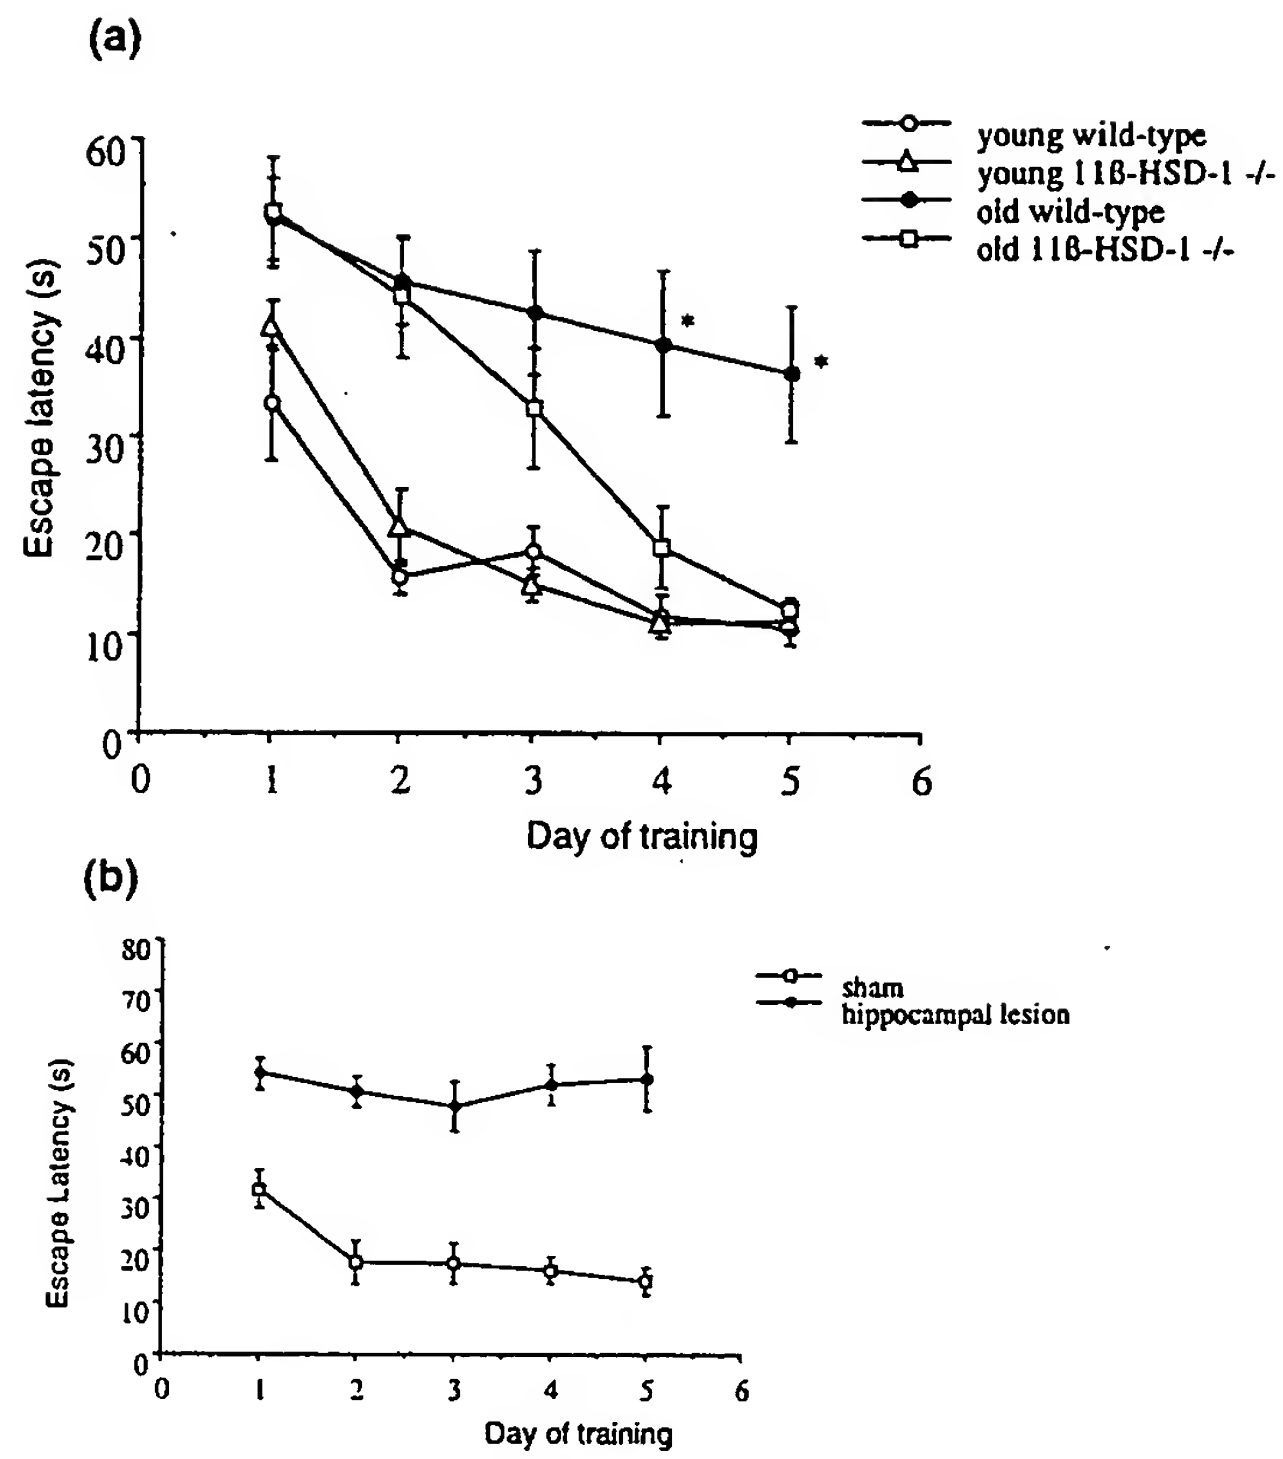 (a)
60
50
40
30
20
10
0
0 1 2 3 4 5 6
Escape latency (s)
Day of training
young wild-type
young 11ß-HSD-1 -/-
old wild-type
old 11ß-HSD-1 -/-
*
*
(b)
80
70
60
50
40
30
20
10
0
0 1 2 3 4 5 6
Escape Latency (s)
Day of training
sham
hippocampal lesion